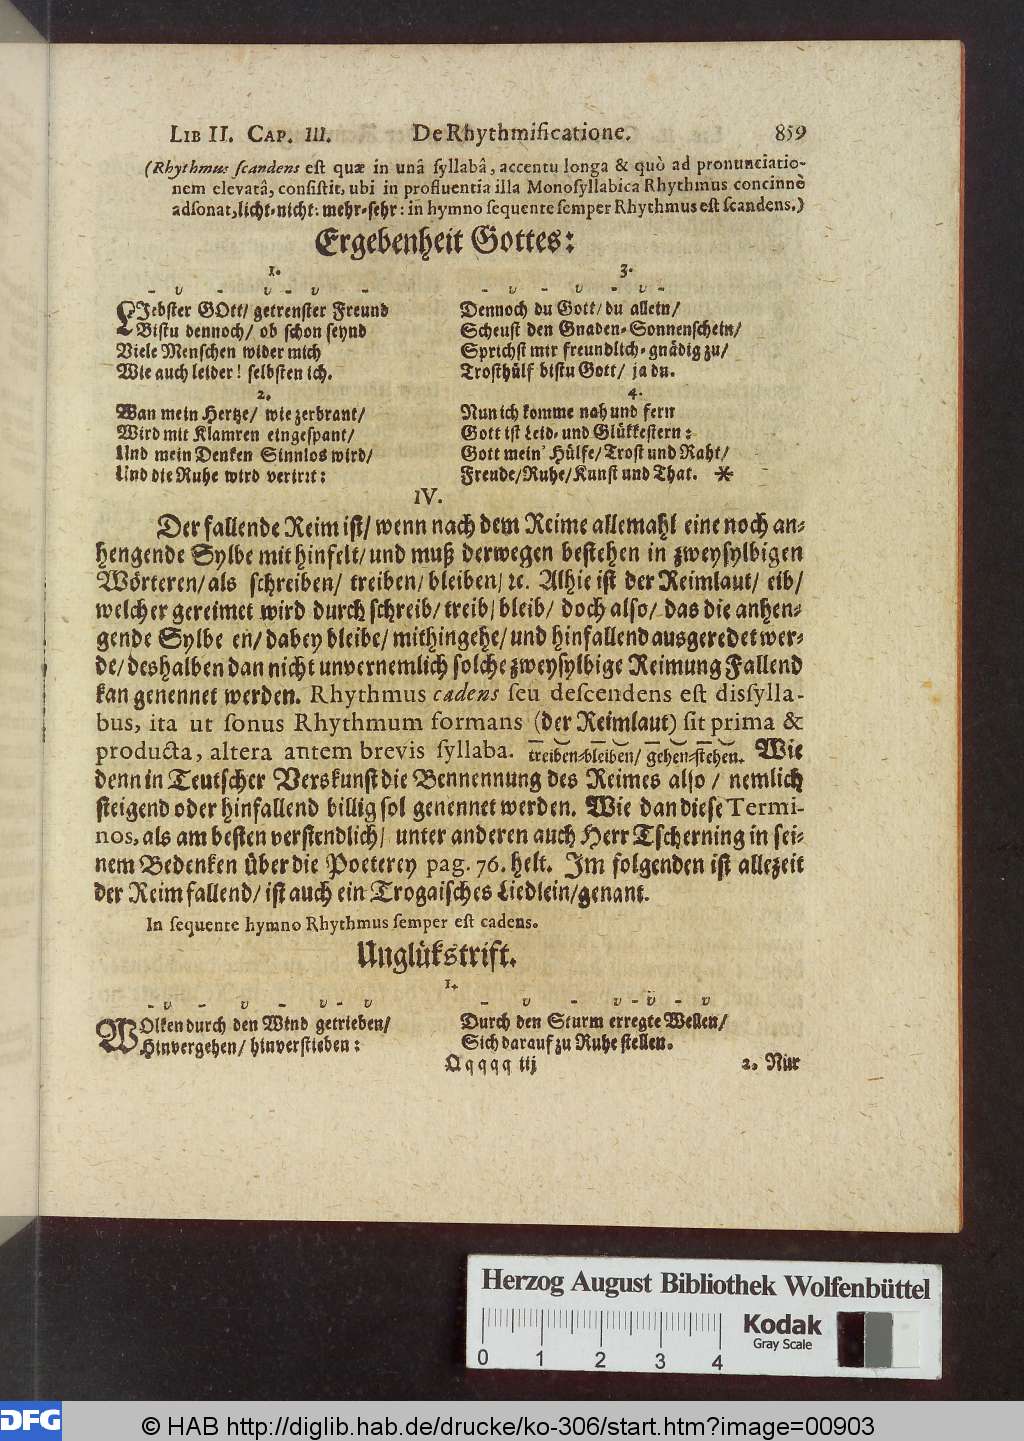 LIB II. CAP. III. De Rhythmificatione. 859
(Rhythmus scandens est quæ in unâ syllabâ, accentu longa & quò ad pronunciatio-
nem elevatâ, consistit, ubi in profluentia illa Monosyllabica Rhythmus concinnè
adsonat, licht-nicht: mehr-sehr: in hymno sequente semper Rhythmus est scandens.)
Ergebenheit Gottes:
1.
- υ - υ - υ -
LIebster GOtt/ getreuster Freund
Bistu dennoch/ ob schon seynd
Viele Menschen wider mich
Wie auch leider! selbsten ich.
2.
Wan mein Hertze/ wie zerbrant/
Wird mit Klamren eingespant/
Und mein Denken Sinnlos wird/
Und die Ruhe wird verirrt:
3.
- υ - υ - υ -
Dennoch du Gott/ du allein/
Scheust den Gnaden-Sonnenschein/
Sprichst mir freundlich-gnädig zu/
Trosthülf bistu Gott/ ja du.
4.
Nun ich komme nah und fern
Gott ist Leid- und Glükkestern:
Gott mein' Hülfe/ Trost und Raht/
Freude/ Ruhe/ Kunst und That. *
IV.
Der fallende Reim ist/ wenn nach dem Reime allemahl eine noch an-
hengende Sylbe mit hinfelt/ und muß derwegen bestehen in zweysylbigen
Wörteren/ als schreiben/ treiben/ bleiben/ ꝛc. Alhie ist der Reimlaut/ eib/
welcher gereimet wird durch schreib/ treib/ bleib/ doch also/ das die anhen-
gende Sylbe en/ dabey bleibe/ mithingehe/ und hinfallend ausgeredet wer-
de/ deshalben dan nicht unvernemlich solche zweysylbige Reimung Fallend
kan genennet werden. Rhythmus cadens seu descendens est dissylla-
bus, ita ut sonus Rhythmum formans (der Reimlaut) sit prima &
producta, altera autem brevis syllaba. treiben-bleiben/ gehen-stehen. Wie
denn in Teutscher Verskunst die Bennennung des Reimes also / nemlich
steigend oder hinfallend billig sol genennet werden. Wie dan diese Termi-
nos, als am besten verstendlich/ unter anderen auch Herr Tscherning in sei-
nem Bedenken über die Poeterey pag. 76. helt. Im folgenden ist allezeit
der Reim fallend/ ist auch ein Trogaisches Liedlein/ genant.
In sequente hymno Rhythmus semper est cadens.
Unglükstrift.
1.
- υ - υ - υ - υ
WOlken durch den Wind getrieben/
Hinvergehen/ hinverstieben:
- υ - υ - υ - υ
Durch den Sturm erregte Wellen/
Sich darauf zu Ruhe stellen.
Qqqqq iij 2. Nur
Herzog August Bibliothek Wolfenbüttel
0 1 2 3 4
Kodak
Gray Scale
DFG © HAB http://diglib.hab.de/drucke/ko-306/start.htm?image=00903